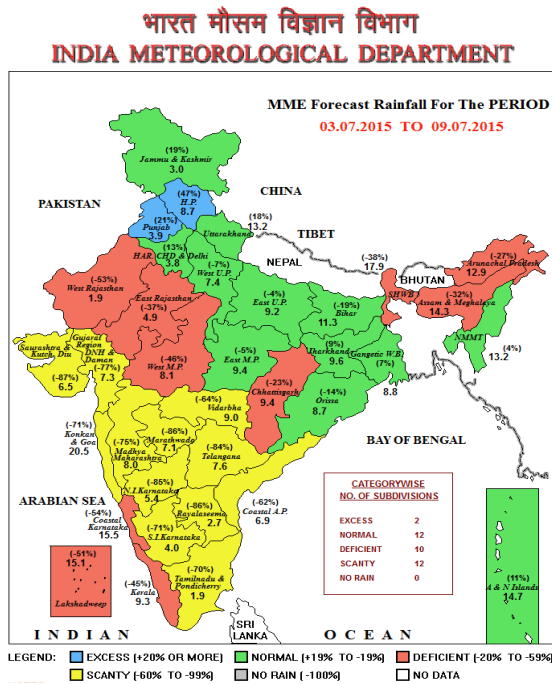 भारत मौसम विज्ञान विभाग
INDIA METEOROLOGICAL DEPARTMENT
MME Forecast Rainfall For The PERIOD
03.07.2015 TO 09.07.2015
(19%)
Jammu & Kashmir
3.0
(47%)
H.P.
8.7
CHINA
PAKISTAN
(21%)
Punjab
3.9
Uttarakhand
(18%)
13.2
TIBET
(13%)
HAR. CHD & Delhi
3.8
NEPAL
(-7%)
West U.P.
7.4
(-38%)
17.9
BHUTAN
(-27%)
Arunachal Pradesh
12.9
(-53%)
West Rajasthan
1.9
East Rajasthan
(-37%)
4.9
(-4%)
East U.P.
9.2
(-19%)
Bihar
11.3
SHWB
(-32%)
Assam & Meghalaya
14.3
NMMT
(4%)
13.2
Saurashtra &
Kutch, Diu
(-87%)
6.5
Gujarat
Region
DNH &
Daman
(-77%)
7.3
(-46%)
West M.P.
8.1
(-5%)
East M.P.
9.4
(9%)
Jharkhand
9.6
Gangetic W.B.
(7%)
8.8
(-23%)
Chhattisgarh
9.4
(-14%)
Orissa
8.7
(-64%)
Vidarbha
9.0
(-71%)
Konkan
& Goa
20.5
(-86%)
Marathwada
7.1
(-75%)
Madhya
Maharashtra
8.0
(-84%)
Telangana
7.6
BAY OF BENGAL
(-85%)
N.I.Karnataka
5.4
(-86%)
Rayalaseema
2.7
(-62%)
Coastal A.P.
6.9
ARABIAN SEA
(-54%)
Coastal
Karnataka
15.5
(-71%)
S.I.Karnataka
4.0
(-51%)
15.1
Lakshadweep
(-45%)
Kerala
9.3
(-70%)
Tamilnadu &
Pondicherry
1.9
CATEGORYWISE
NO. OF SUBDIVISIONS
EXCESS 2
NORMAL 12
DEFICIENT 10
SCANTY 12
NO RAIN 0
(11%)
A & N Islands
14.7
SRI
LANKA
INDIAN OCEAN
LEGEND: EXCESS (+20% OR MORE) NORMAL (+19% TO -19%) DEFICIENT (-20% TO -59%)
SCANTY (-60% TO -99%) NO RAIN (-100%) NO DATA